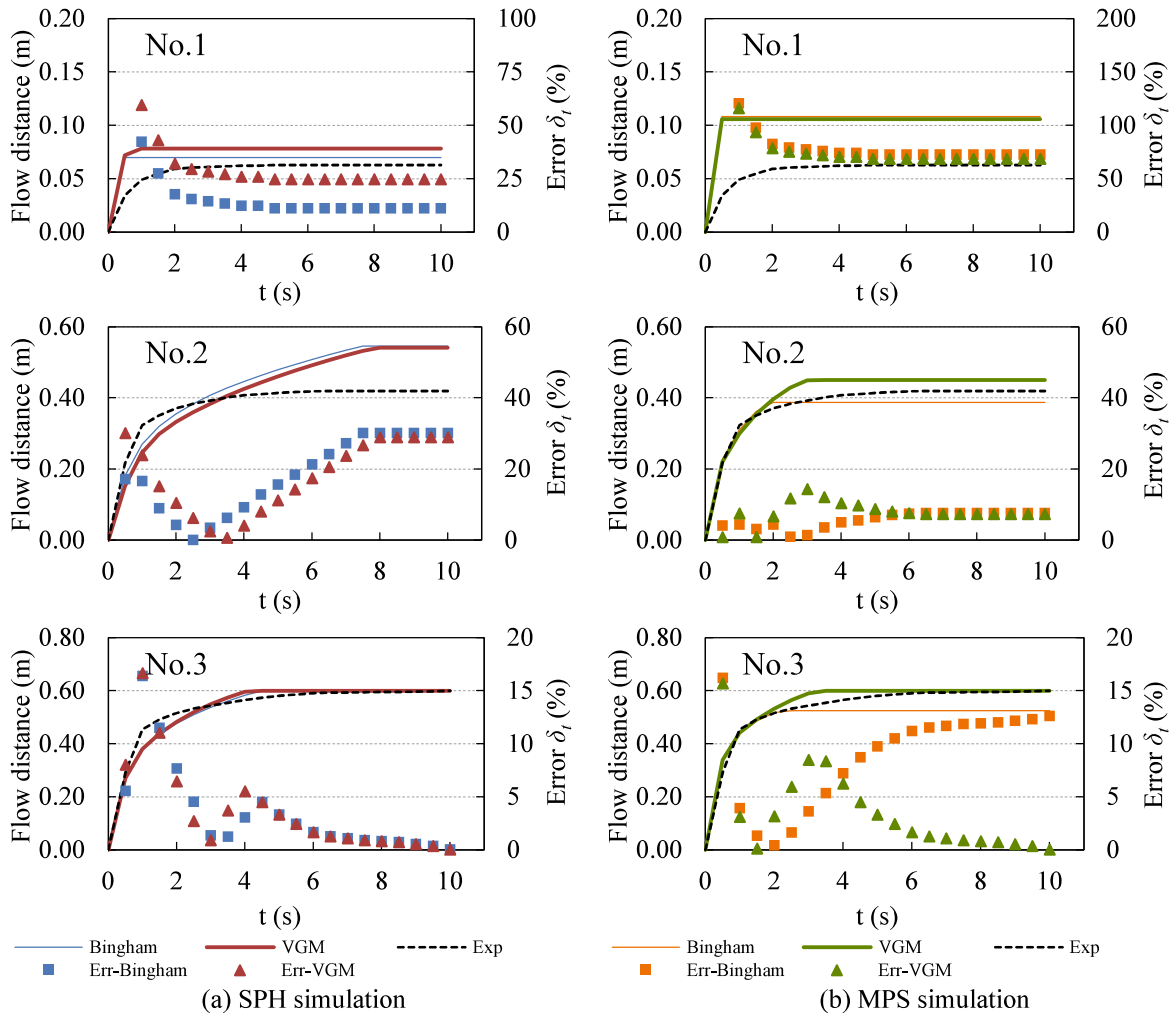 No.1
Flow distance (m)
0.20
0.15
0.10
0.05
0.00
0 2 4 6 8 10
t (s)
100
75
50
25
0
Error δt (%)
No.1
Flow distance (m)
0.20
0.15
0.10
0.05
0.00
0 2 4 6 8 10
t (s)
200
150
100
50
0
Error δt (%)
No.2
Flow distance (m)
0.60
0.40
0.20
0.00
0 2 4 6 8 10
t (s)
60
40
20
0
Error δt (%)
No.2
Flow distance (m)
0.60
0.40
0.20
0.00
0 2 4 6 8 10
t (s)
60
40
20
0
Error δt (%)
No.3
Flow distance (m)
0.80
0.60
0.40
0.20
0.00
0 2 4 6 8 10
t (s)
20
15
10
5
0
Error δt (%)
No.3
Flow distance (m)
0.80
0.60
0.40
0.20
0.00
0 2 4 6 8 10
t (s)
20
15
10
5
0
Error δt (%)
Bingham VGM Exp
Err-Bingham Err-VGM
(a) SPH simulation
Bingham VGM Exp
Err-Bingham Err-VGM
(b) MPS simulation